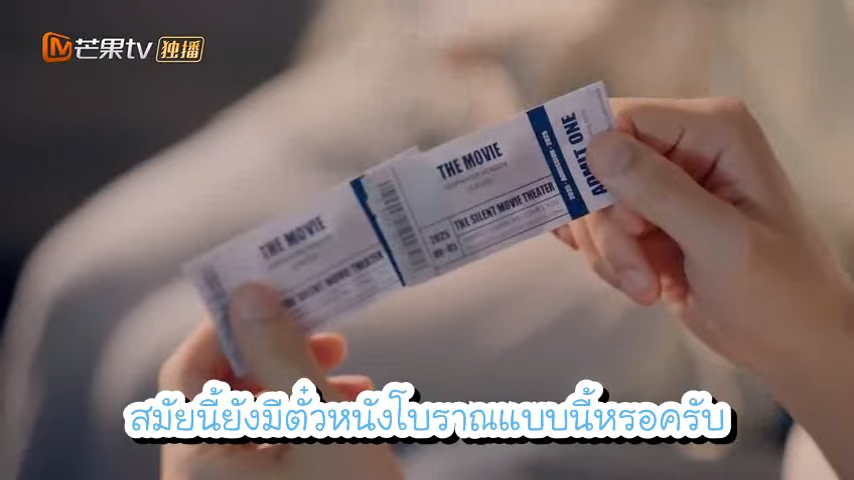 芒果tv 独播
THE MOVIE
THE SILENT MOVIE THEATER
2025
ADMIT ONE
THE MOVIE
THE SILENT MOVIE THEATER
สมัยนี้ยังมีตั๋วหนังโบราณแบบนี้หรอครับ